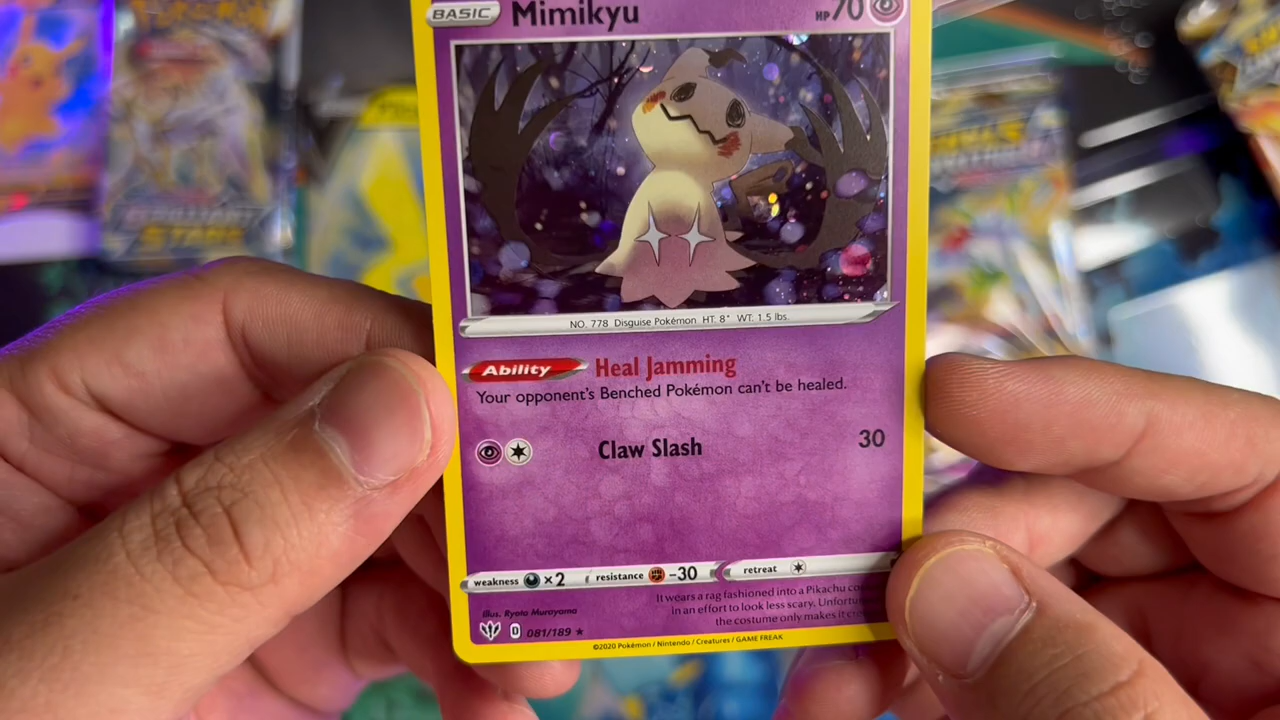 BASIC Mimikyu HP 70
NO. 778 Disguise Pokémon HT: 8" WT: 1.5 lbs.
Ability Heal Jamming
Your opponent's Benched Pokémon can't be healed.
Claw Slash 30
weakness ×2 resistance -30 retreat
It wears a rag fashioned into a Pikachu
in an effort to look less scary.
the costume only makes it
Illus. Ryota Murayama
D 081/189
©2020 Pokémon / Nintendo / Creatures / GAME FREAK
STARS